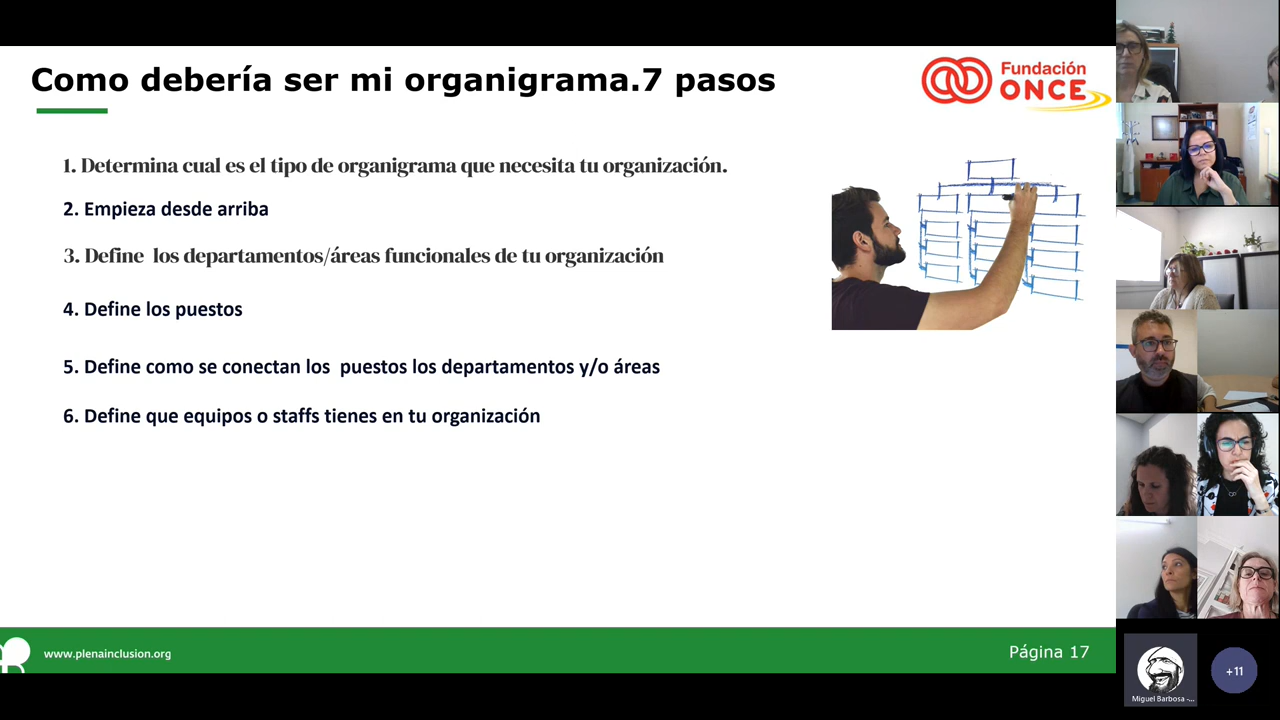 Como debería ser mi organigrama.7 pasos
Fundación
ONCE
1. Determina cual es el tipo de organigrama que necesita tu organización.
2. Empieza desde arriba
3. Define los departamentos/áreas funcionales de tu organización
4. Define los puestos
5. Define como se conectan los puestos los departamentos y/o áreas
6. Define que equipos o staffs tienes en tu organización
www.plenainclusion.org
Página 17
Miguel Barbosa -...
+11